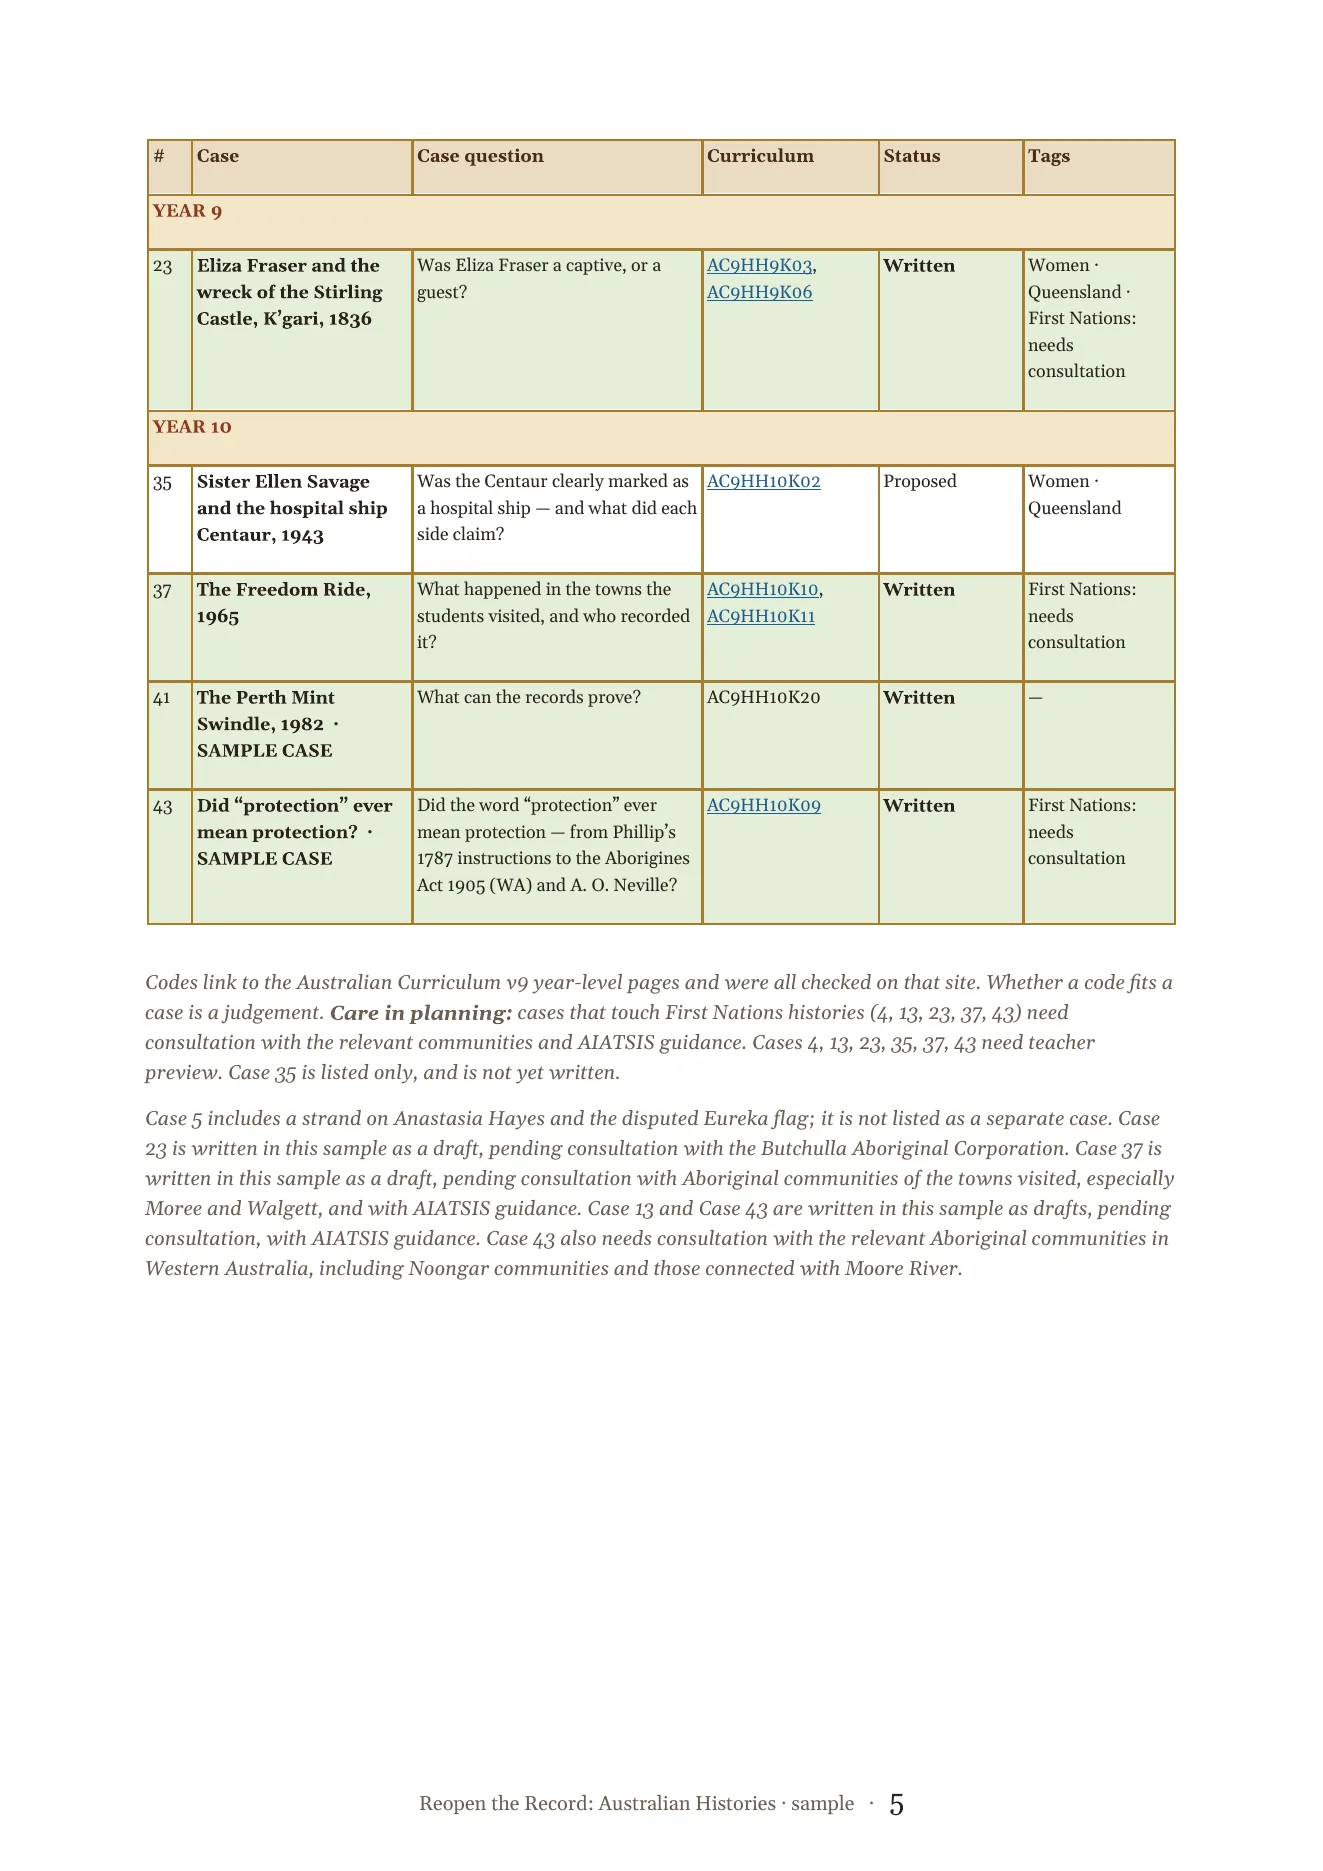 # Case Case question Curriculum Status Tags
YEAR 9
23 Eliza Fraser and the Was Eliza Fraser a captive, or a AC9HH9K03, Written Women ·
wreck of the Stirling guest? AC9HH9K06 Queensland ·
Castle, K’gari, 1836 First Nations:
needs
consultation
YEAR 10
35 Sister Ellen Savage Was the Centaur clearly marked as AC9HH10K02 Proposed Women ·
and the hospital ship a hospital ship — and what did each Queensland
Centaur, 1943 side claim?
37 The Freedom Ride, What happened in the towns the AC9HH10K10, Written First Nations:
1965 students visited, and who recorded AC9HH10K11 needs
it? consultation
41 The Perth Mint What can the records prove? AC9HH10K20 Written —
Swindle, 1982 ·
SAMPLE CASE
43 Did “protection” ever Did the word “protection” ever AC9HH10K09 Written First Nations:
mean protection? · mean protection — from Phillip’s needs
SAMPLE CASE 1787 instructions to the Aborigines consultation
Act 1905 (WA) and A. O. Neville?
Codes link to the Australian Curriculum v9 year-level pages and were all checked on that site. Whether a code fits a
case is a judgement. Care in planning: cases that touch First Nations histories (4, 13, 23, 37, 43) need
consultation with the relevant communities and AIATSIS guidance. Cases 4, 13, 23, 35, 37, 43 need teacher
preview. Case 35 is listed only, and is not yet written.
Case 5 includes a strand on Anastasia Hayes and the disputed Eureka flag; it is not listed as a separate case. Case
23 is written in this sample as a draft, pending consultation with the Butchulla Aboriginal Corporation. Case 37 is
written in this sample as a draft, pending consultation with Aboriginal communities of the towns visited, especially
Moree and Walgett, and with AIATSIS guidance. Case 13 and Case 43 are written in this sample as drafts, pending
consultation, with AIATSIS guidance. Case 43 also needs consultation with the relevant Aboriginal communities in
Western Australia, including Noongar communities and those connected with Moore River.
Reopen the Record: Australian Histories · sample · 5